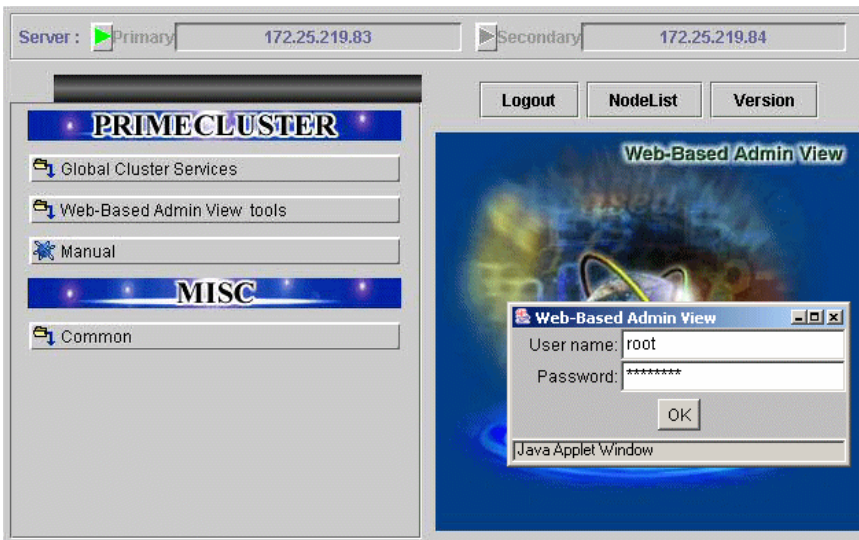 Server : Primary 172.25.219.83 Secondary 172.25.219.84
Logout NodeList Version
PRIMECLUSTER
Global Cluster Services
Web-Based Admin View tools
Manual
MISC
Common
Web-Based Admin View
Web-Based Admin View
User name: root
Password: ********
OK
Java Applet Window